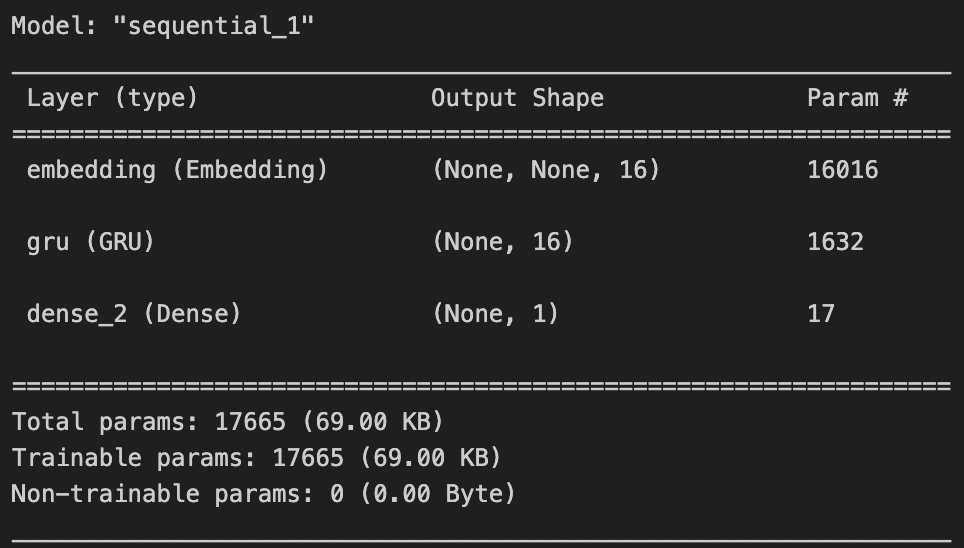 Model: "sequential_1"
Layer (type) Output Shape Param #
embedding (Embedding) (None, None, 16) 16016
gru (GRU) (None, 16) 1632
dense_2 (Dense) (None, 1) 17
Total params: 17665 (69.00 KB)
Trainable params: 17665 (69.00 KB)
Non-trainable params: 0 (0.00 Byte)